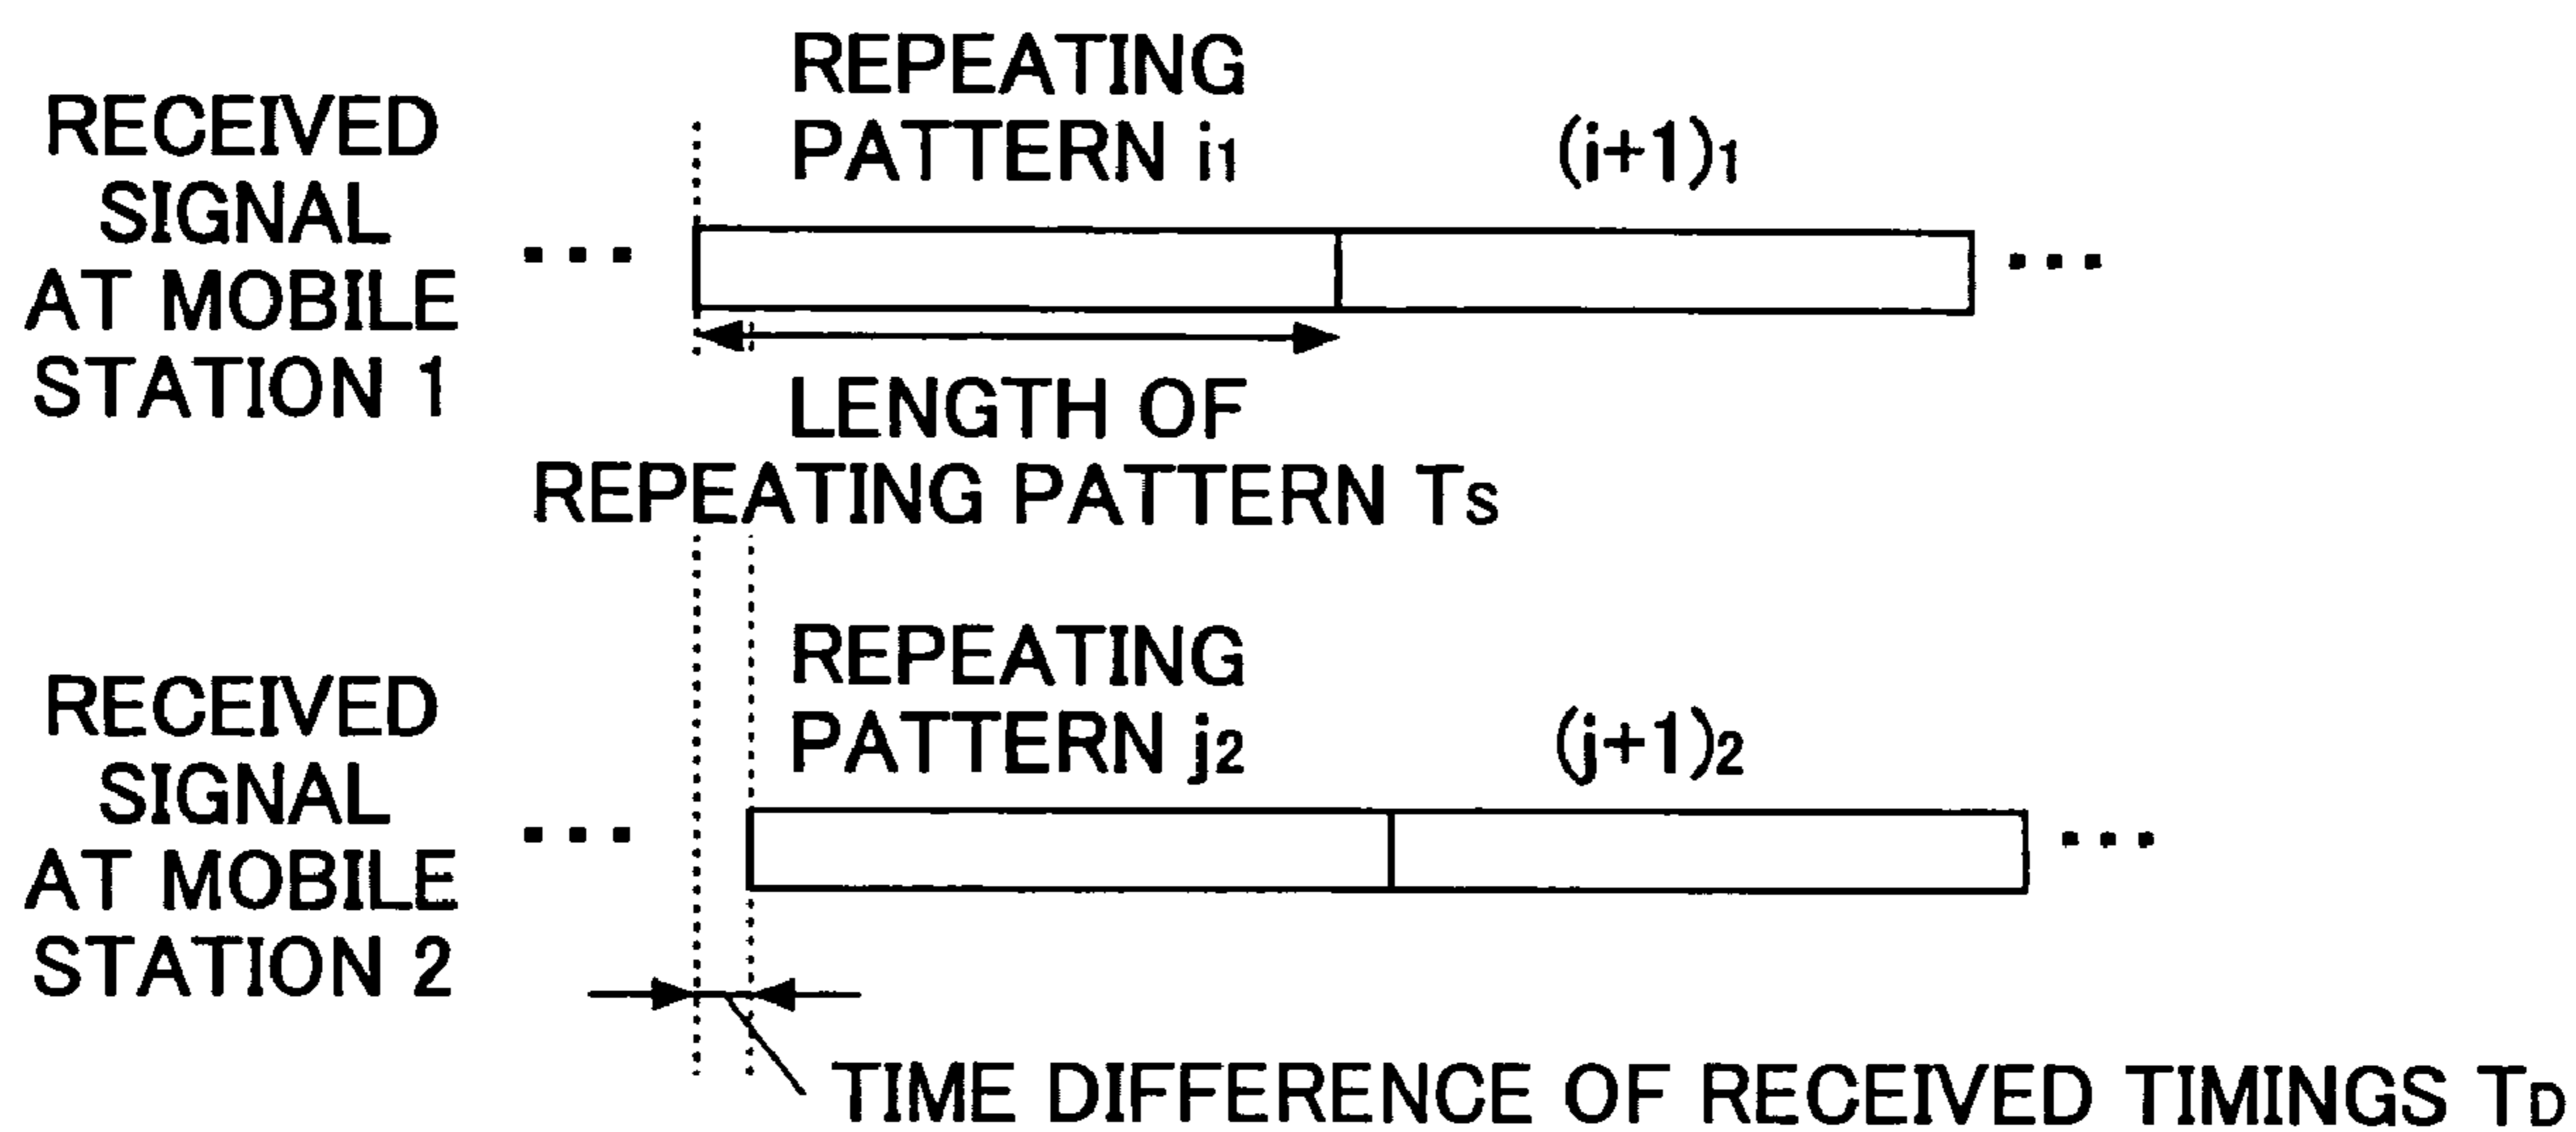 RECEIVED
SIGNAL
AT MOBILE
STATION 1
REPEATING
PATTERN i1
(i+1)1
...
...
LENGTH OF
REPEATING PATTERN Ts
RECEIVED
SIGNAL
AT MOBILE
STATION 2
REPEATING
PATTERN j2
(j+1)2
...
...
TIME DIFFERENCE OF RECEIVED TIMINGS TD